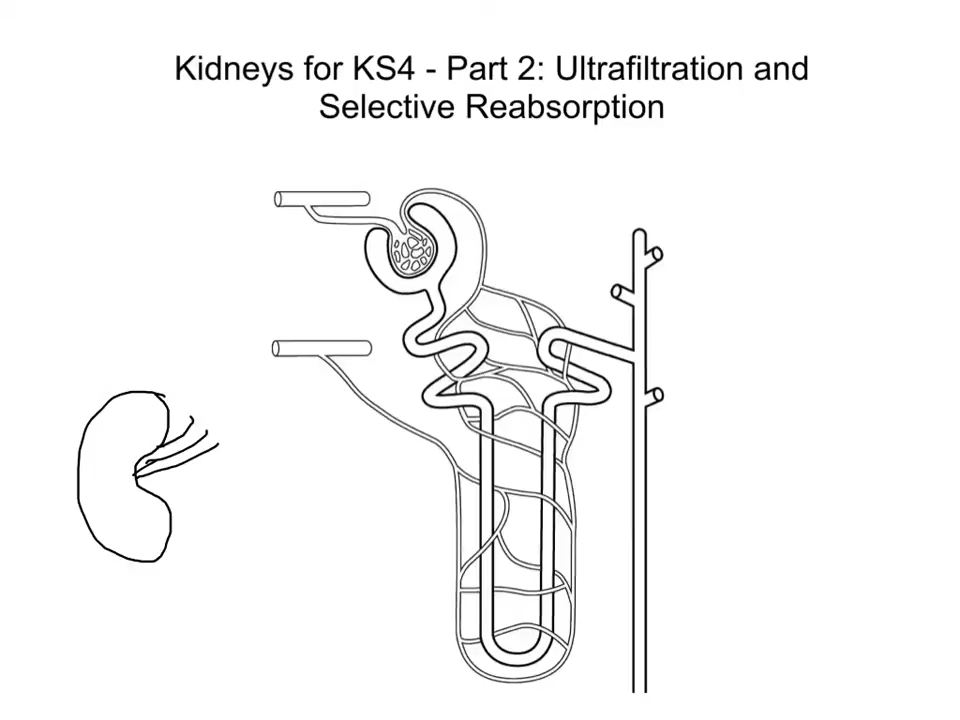 Kidneys for KS4 - Part 2: Ultrafiltration and
Selective Reabsorption